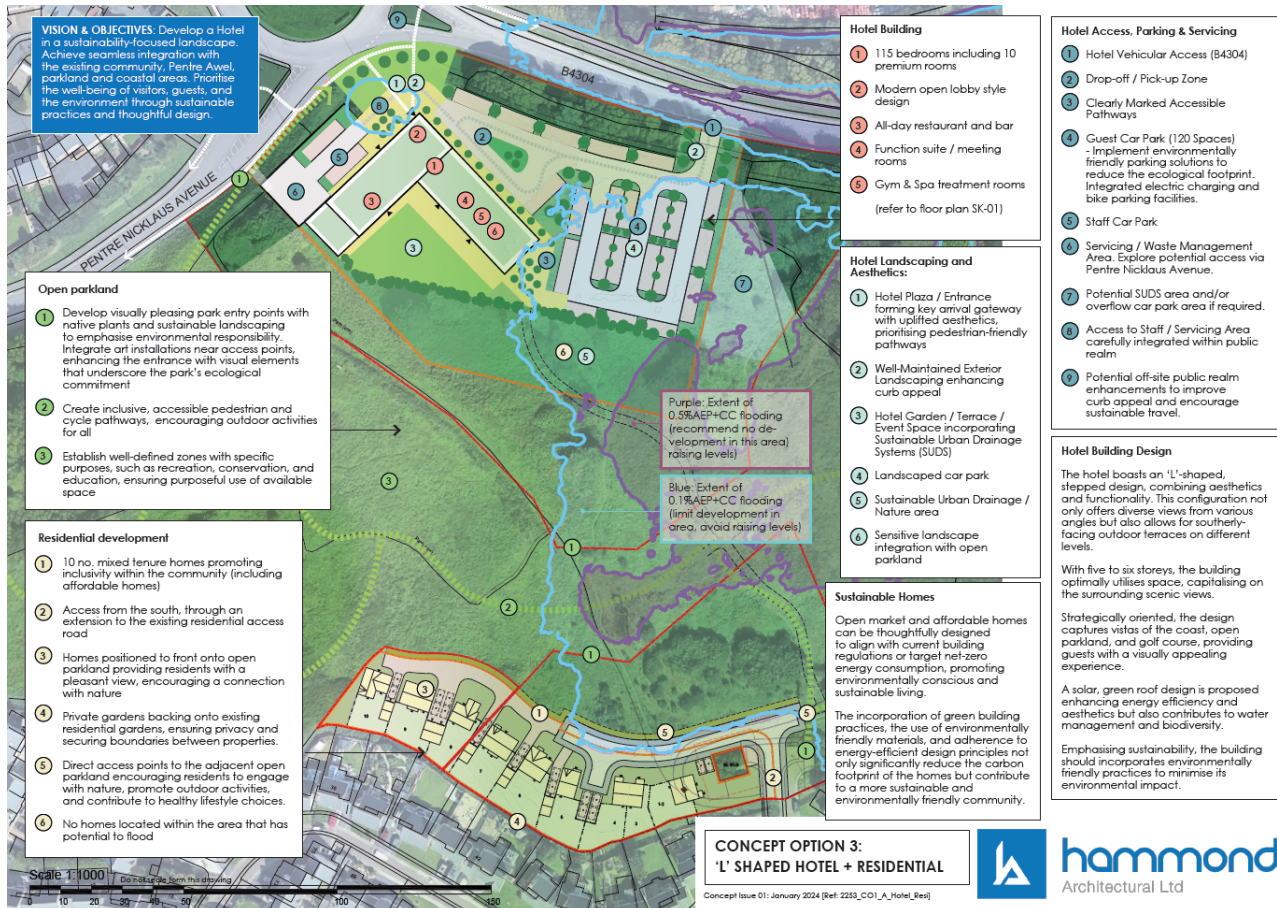 VISION & OBJECTIVES: Develop a Hotel
in a sustainability-focused landscape.
Achieve seamless integration with
the existing community, Pentre Awel,
parkland and coastal areas. Prioritise
the well-being of visitors, guests, and
the environment through sustainable
practices and thoughtful design.
B4304
PENTRE NICKLAUS AVENUE
Open parkland
1 Develop visually pleasing park entry points with
native plants and sustainable landscaping
to emphasise environmental responsibility.
Integrate art installations near access points,
enhancing the entrance with visual elements
that underscore the park's ecological
commitment
2 Create inclusive, accessible pedestrian and
cycle pathways, encouraging outdoor activities
for all
3 Establish well-defined zones with specific
purposes, such as recreation, conservation, and
education, ensuring purposeful use of available
space
Residential development
1 10 no. mixed tenure homes promoting
inclusivity within the community (including
affordable homes)
2 Access from the south, through an
extension to the existing residential access
road
3 Homes positioned to front onto open
parkland providing residents with a
pleasant view, encouraging a connection
with nature
4 Private gardens backing onto existing
residential gardens, ensuring privacy and
securing boundaries between properties.
5 Direct access points to the adjacent open
parkland encouraging residents to engage
with nature, promote outdoor activities,
and contribute to healthy lifestyle choices.
6 No homes located within the area that has
potential to flood
Purple: Extent of
0.5%AEP+CC flooding
(recommend no de-
velopment in this area)
raising levels)
Blue: Extent of
0.1%AEP+CC flooding
(limit development in
area, avoid raising levels)
Hotel Building
1 115 bedrooms including 10
premium rooms
2 Modern open lobby style
design
3 All-day restaurant and bar
4 Function suite / meeting
rooms
5 Gym & Spa treatment rooms
(refer to floor plan SK-01)
Hotel Landscaping and
Aesthetics:
1 Hotel Plaza / Entrance
forming key arrival gateway
with uplifted aesthetics,
prioritising pedestrian-friendly
pathways
2 Well-Maintained Exterior
Landscaping enhancing
curb appeal
3 Hotel Garden / Terrace /
Event Space incorporating
Sustainable Urban Drainage
Systems (SUDS)
4 Landscaped car park
5 Sustainable Urban Drainage /
Nature area
6 Sensitive landscape
integration with open
parkland
Sustainable Homes
Open market and affordable homes
can be thoughtfully designed
to align with current building
regulations or target net-zero
energy consumption, promoting
environmentally conscious and
sustainable living.
The incorporation of green building
practices, the use of environmentally
friendly materials, and adherence to
energy-efficient design principles not
only significantly reduce the carbon
footprint of the homes but contribute
to a more sustainable and
environmentally friendly community.
Hotel Access, Parking & Servicing
1 Hotel Vehicular Access (B4304)
2 Drop-off / Pick-up Zone
3 Clearly Marked Accessible
Pathways
4 Guest Car Park (120 Spaces)
- Implement environmentally
friendly parking solutions to
reduce the ecological footprint.
Integrated electric charging and
bike parking facilities.
5 Staff Car Park
6 Servicing / Waste Management
Area. Explore potential access via
Pentre Nicklaus Avenue.
7 Potential SUDS area and/or
overflow car park area if required.
8 Access to Staff / Servicing Area
carefully integrated within public
realm
9 Potential off-site public realm
enhancements to improve
curb appeal and encourage
sustainable travel.
Hotel Building Design
The hotel boasts an 'L'-shaped,
stepped design, combining aesthetics
and functionality. This configuration not
only offers diverse views from various
angles but also allows for southerly-
facing outdoor terraces on different
levels.
With five to six storeys, the building
optimally utilises space, capitalising on
the surrounding scenic views.
Strategically oriented, the design
captures vistas of the coast, open
parkland, and golf course, providing
guests with a visually appealing
experience.
A solar, green roof design is proposed
enhancing energy efficiency and
aesthetics but also contributes to water
management and biodiversity.
Emphasising sustainability, the building
should incorporates environmentally
friendly practices to minimise its
environmental impact.
Scale 1:1000 Do not scale form this drawing
0 10 20 30 40 50 100 150
CONCEPT OPTION 3:
'L' SHAPED HOTEL + RESIDENTIAL
Concept Issue 01: January 2024 [Ref: 2253_CO1_A_Hotel_Resi]
hammond
Architectural Ltd